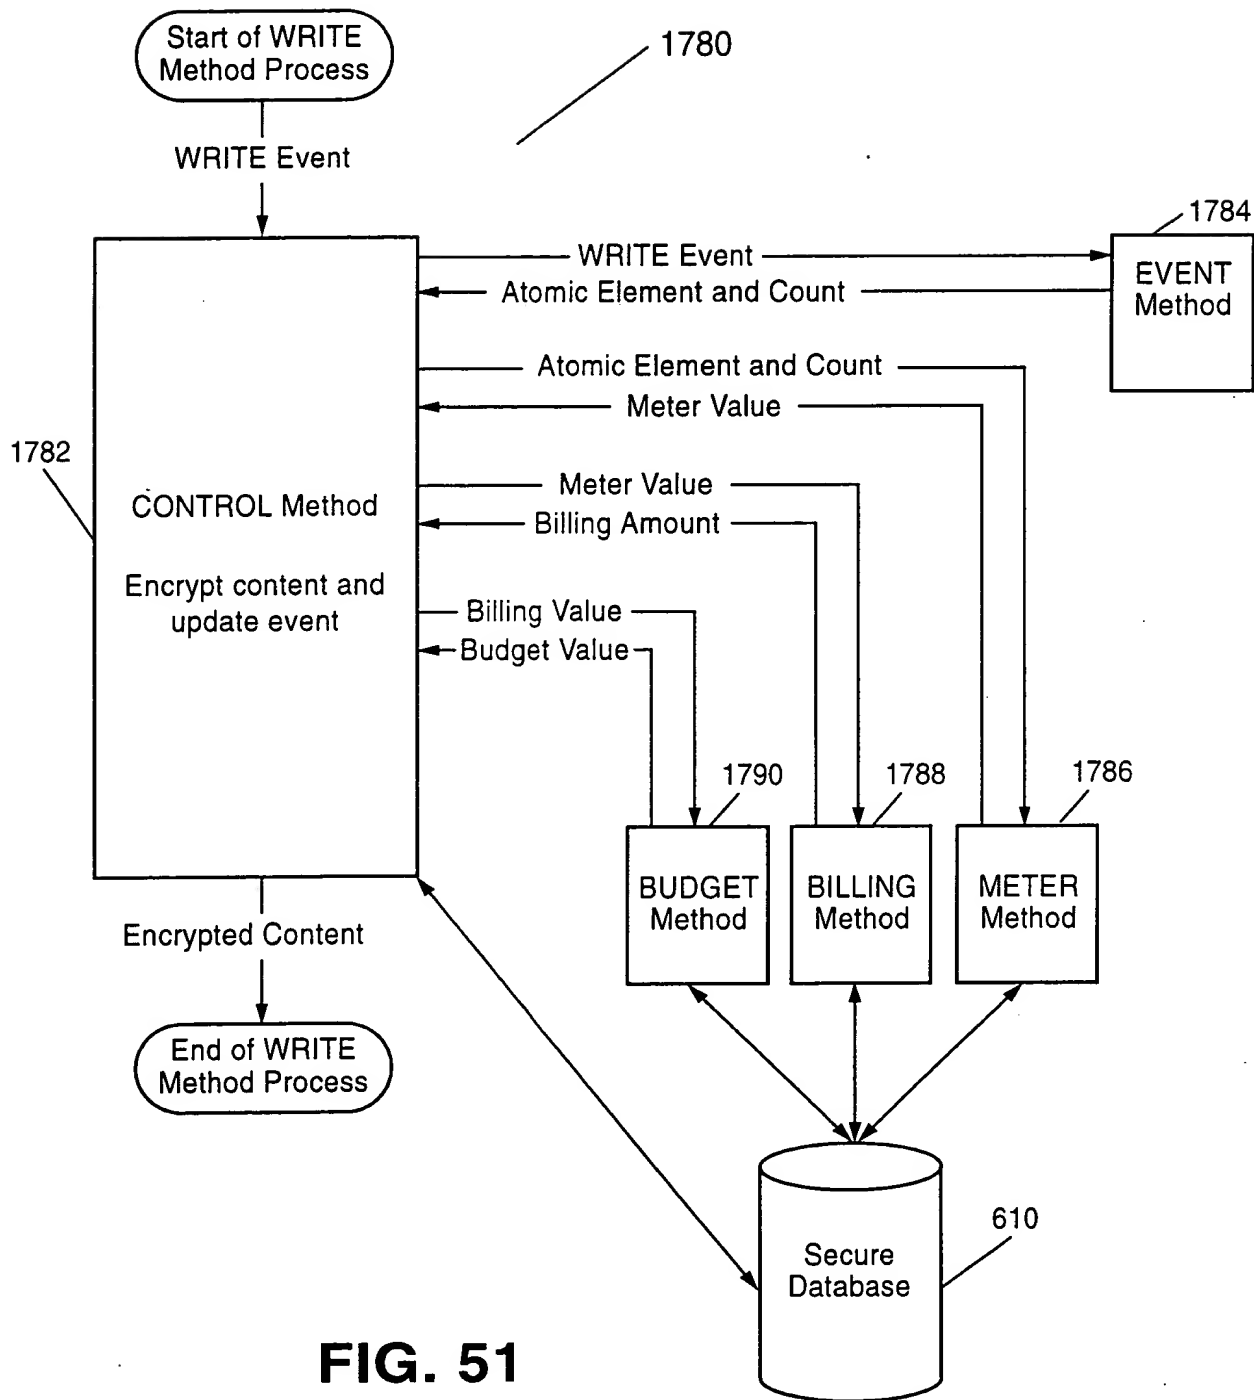 Start of WRITE
Method Process
1780
WRITE Event
1784
WRITE Event
EVENT
Method
Atomic Element and Count
Atomic Element and Count
Meter Value
1782
CONTROL Method
Encrypt content and
update event
Meter Value
Billing Amount
Billing Value
Budget Value
1790
1788
1786
BUDGET
Method
BILLING
Method
METER
Method
Encrypted Content
End of WRITE
Method Process
610
Secure
Database
FIG. 51